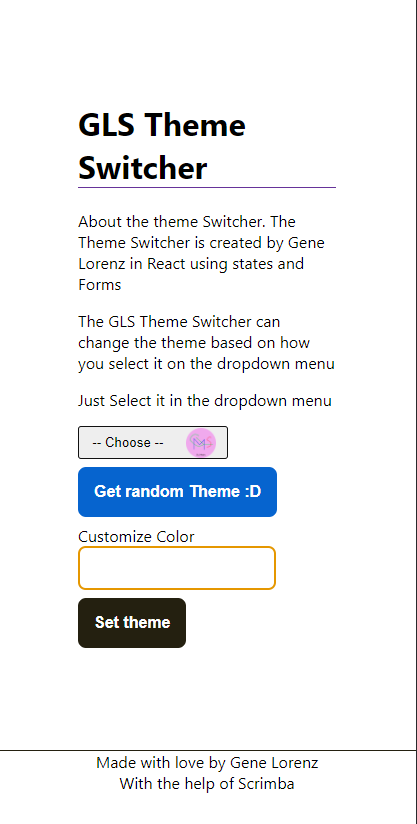 GLS Theme
Switcher
About the theme Switcher. The
Theme Switcher is created by Gene
Lorenz in React using states and
Forms
The GLS Theme Switcher can
change the theme based on how
you select it on the dropdown menu
Just Select it in the dropdown menu
-- Choose --
MS
Get random Theme :D
Customize Color
Set theme
Made with love by Gene Lorenz
With the help of Scrimba